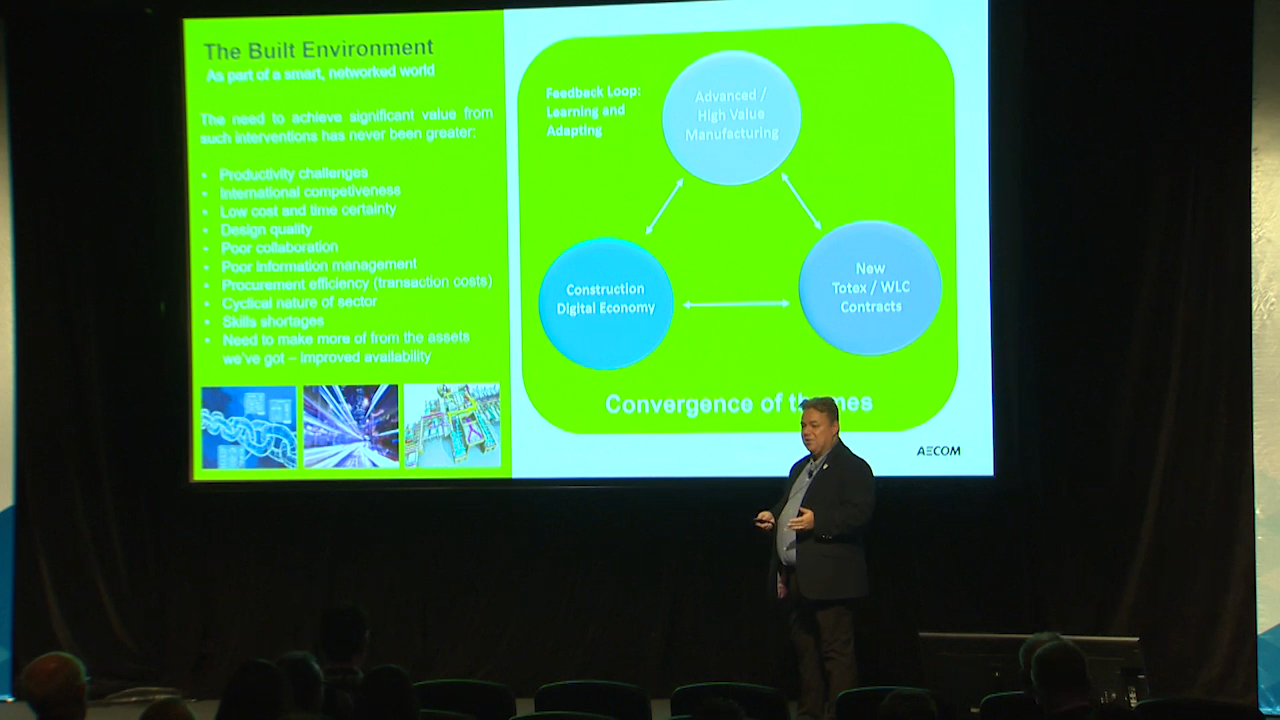 The Built Environment
As part of a smart, networked world
The need to achieve significant value from
such interventions has never been greater:
• Productivity challenges
• International competiveness
• Low cost and time certainty
• Design quality
• Poor collaboration
• Poor information management
• Procurement efficiency (transaction costs)
• Cyclical nature of sector
• Skills shortages
• Need to make more of from the assets
we've got – improved availability
Feedback Loop:
Learning and
Adapting
Advanced /
High Value
Manufacturing
Construction
Digital Economy
New
Totex / WLC
Contracts
Convergence of
AECOM